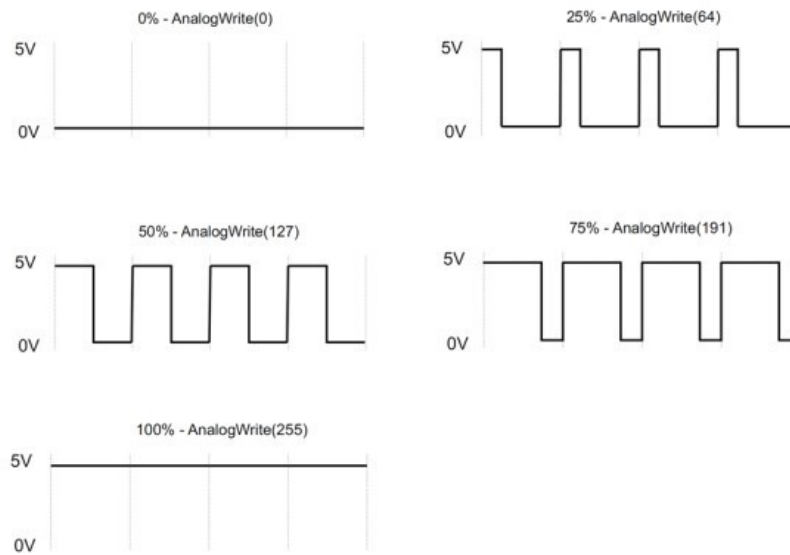 0% - AnalogWrite(0)
5V
0V
25% - AnalogWrite(64)
5V
0V
50% - AnalogWrite(127)
5V
0V
75% - AnalogWrite(191)
5V
0V
100% - AnalogWrite(255)
5V
0V